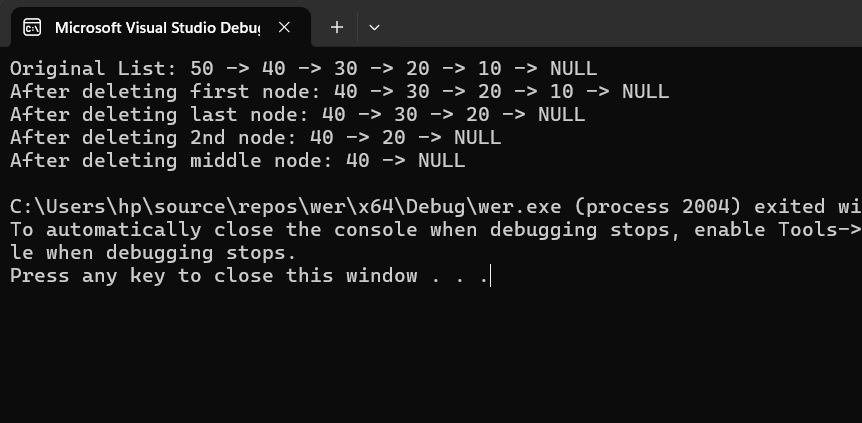 Microsoft Visual Studio Debu
Original List: 50 -> 40 -> 30 -> 20 -> 10 -> NULL
After deleting first node: 40 -> 30 -> 20 -> 10 -> NULL
After deleting last node: 40 -> 30 -> 20 -> NULL
After deleting 2nd node: 40 -> 20 -> NULL
After deleting middle node: 40 -> NULL
C:\Users\hp\source\repos\wer\x64\Debug\wer.exe (process 2004) exited wi
To automatically close the console when debugging stops, enable Tools->
le when debugging stops.
Press any key to close this window . . .